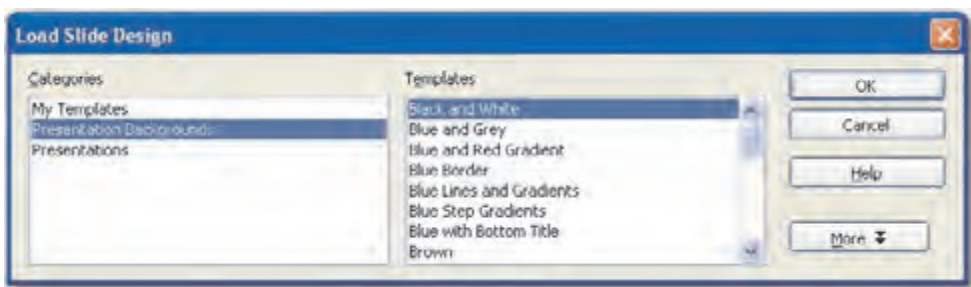 Load Slide Design
Categories
My Templates
Presentation Backgrounds
Presentations
Templates
Black and White
Blue and Grey
Blue and Red Gradient
Blue Border
Blue Lines and Gradients
Blue Step Gradients
Blue with Bottom Title
Brown
OK
Cancel
Help
More